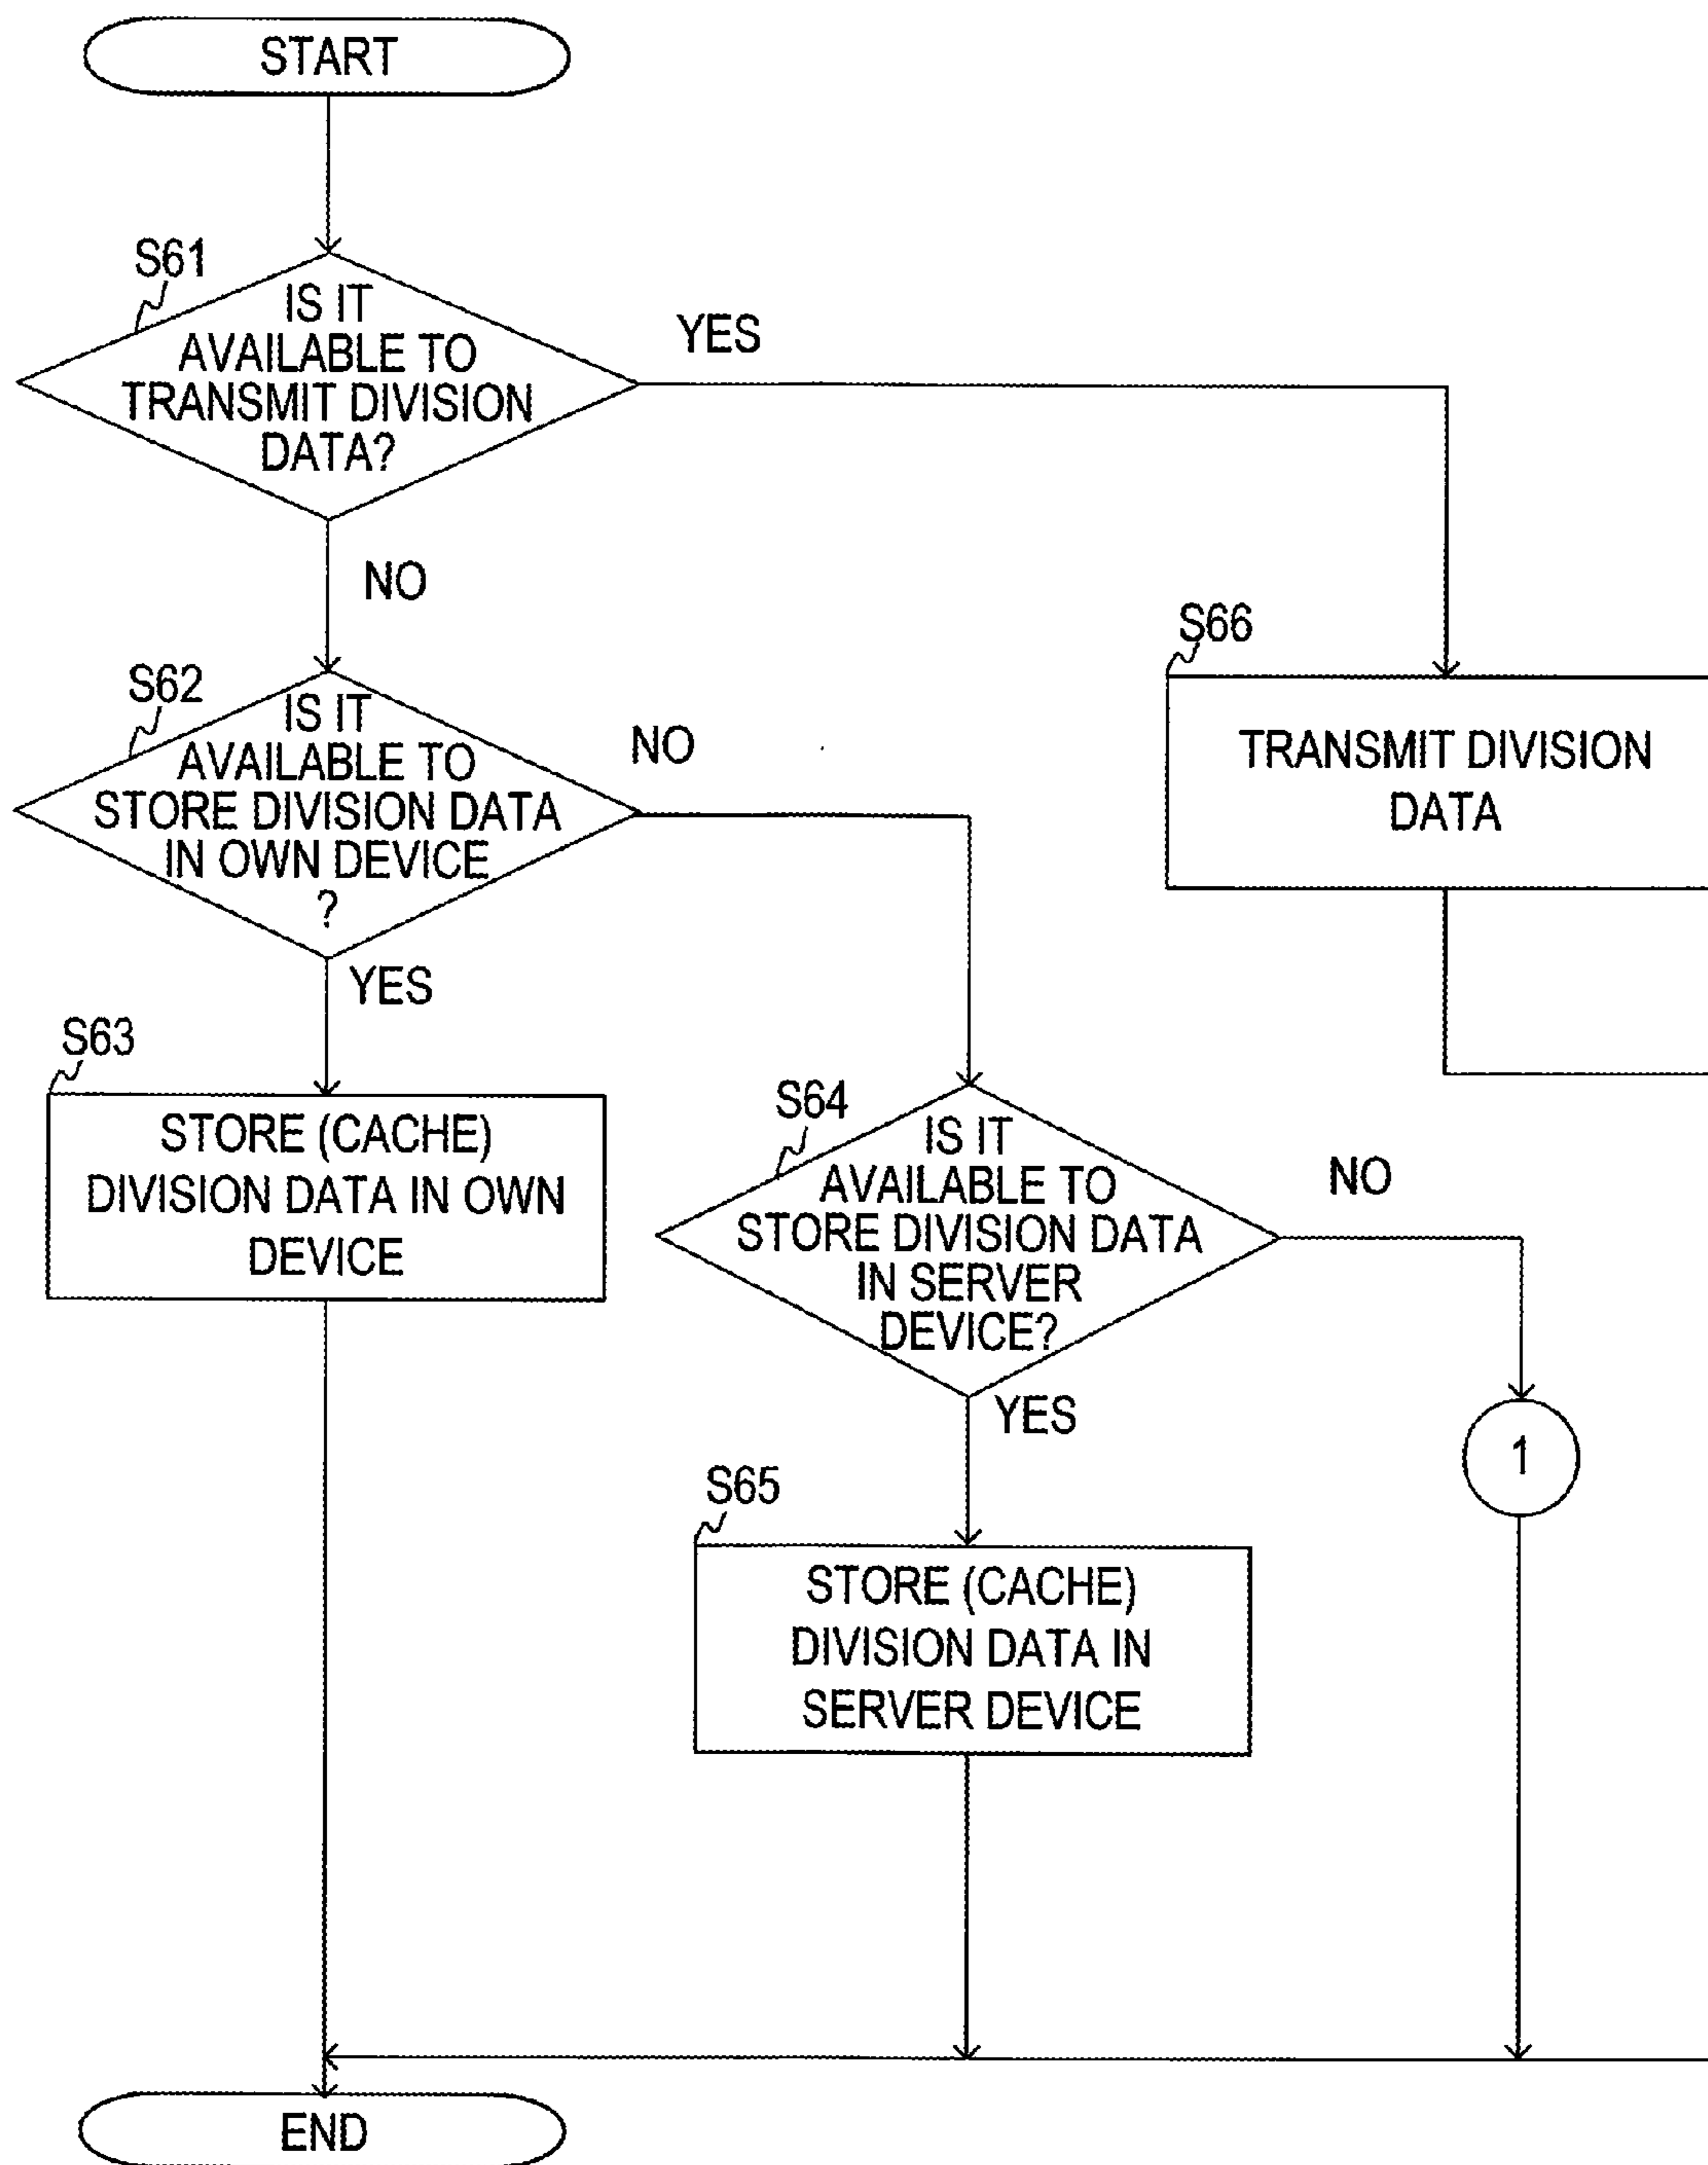 START
S61
IS IT
AVAILABLE TO
TRANSMIT DIVISION
DATA?
YES
NO
S62
IS IT
AVAILABLE TO
STORE DIVISION DATA
IN OWN DEVICE
?
NO
YES
S66
TRANSMIT DIVISION
DATA
S63
STORE (CACHE)
DIVISION DATA IN OWN
DEVICE
S64
IS IT
AVAILABLE TO
STORE DIVISION DATA
IN SERVER
DEVICE?
NO
YES
1
S65
STORE (CACHE)
DIVISION DATA IN
SERVER DEVICE
END